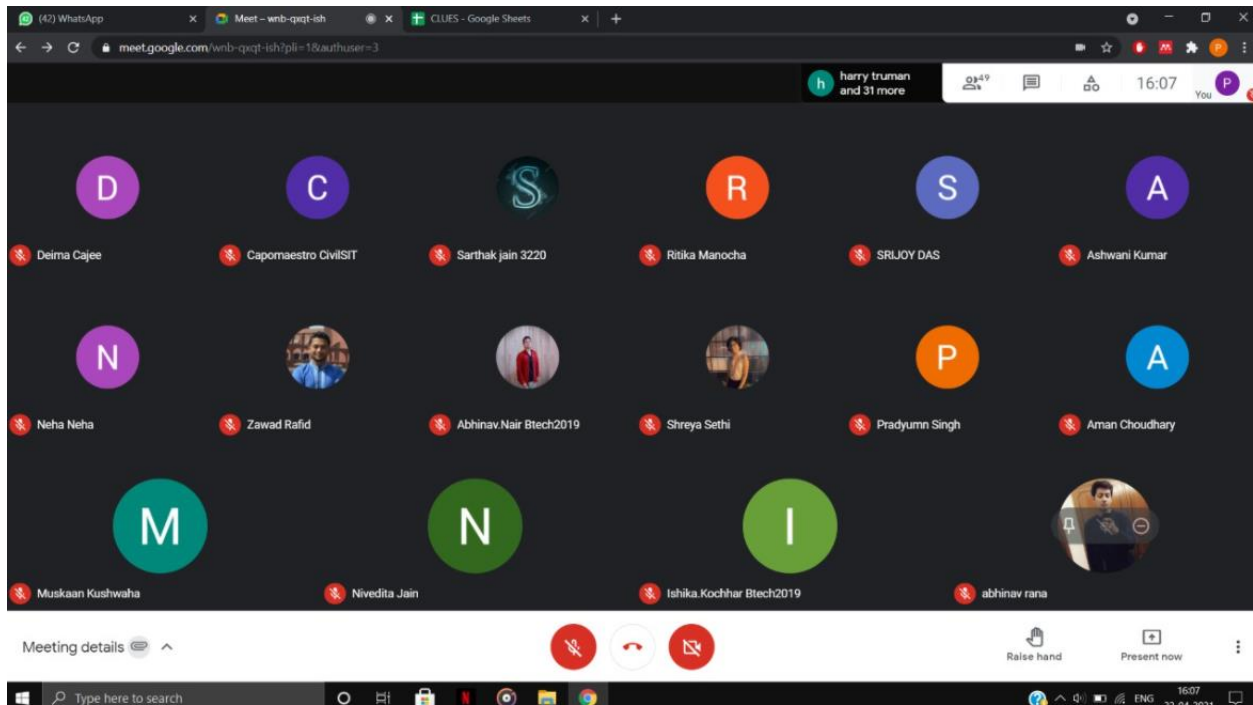 (42) WhatsApp
Meet – wnb-qxqt-ish
CLUES - Google Sheets
meet.google.com/wnb-qxqt-ish?pli=1&authuser=3
P
h
harry truman
and 31 more
49
16:07
You
P
D
C
S
R
S
A
Deima Cajee
Capomaestro CivilSIT
Sarthak jain 3220
Ritika Manocha
SRIJOY DAS
Ashwani Kumar
N
P
A
Neha Neha
Zawad Rafid
Abhinav.Nair Btech2019
Shreya Sethi
Pradyumn Singh
Aman Choudhary
M
N
I
Muskaan Kushwaha
Nivedita Jain
Ishika.Kochhar Btech2019
abhinav rana
Meeting details
Raise hand
Present now
Type here to search
N
ENG
16:07